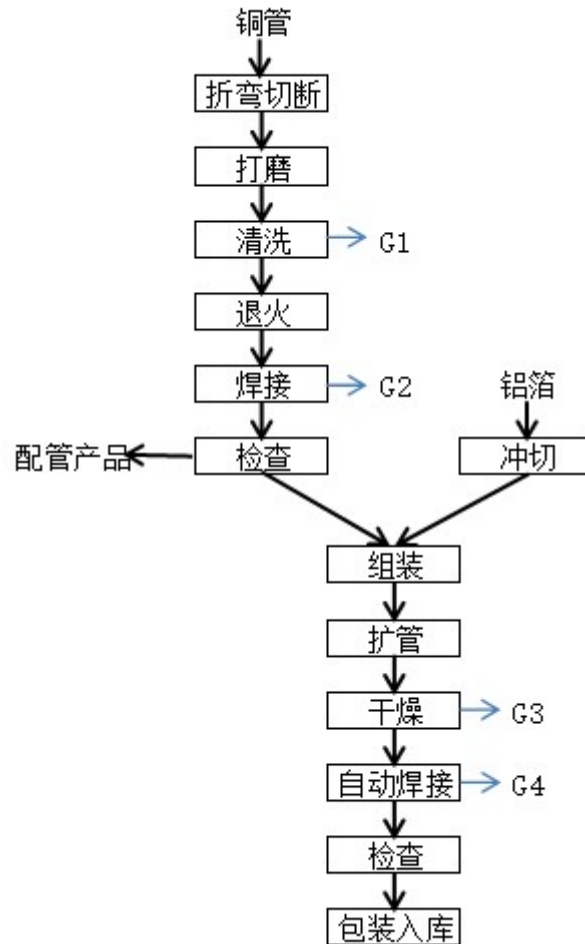 铜管
折弯切断
打磨
清洗
G1
退火
焊接
G2
铝箔
配管产品
检查
冲切
组装
扩管
干燥
G3
自动焊接
G4
检查
包装入库